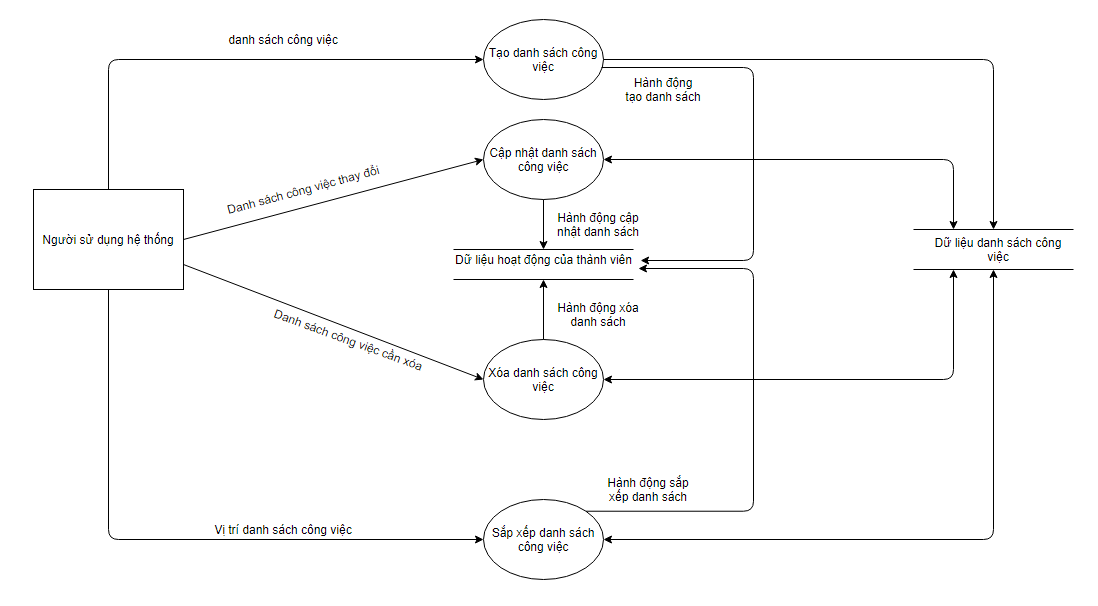 danh sách công việc
Tạo danh sách công
việc
Hành động
tạo danh sách
Cập nhật danh sách
công việc
Danh sách công việc thay đổi
Hành động cập
nhật danh sách
Người sử dụng hệ thống
Dữ liệu danh sách công
việc
Dữ liệu hoạt động của thành viên
Hành động xóa
danh sách
Danh sách công việc cần xóa
Xóa danh sách công
việc
Hành động sắp
xếp danh sách
Vị trí danh sách công việc
Sắp xếp danh sách
công việc